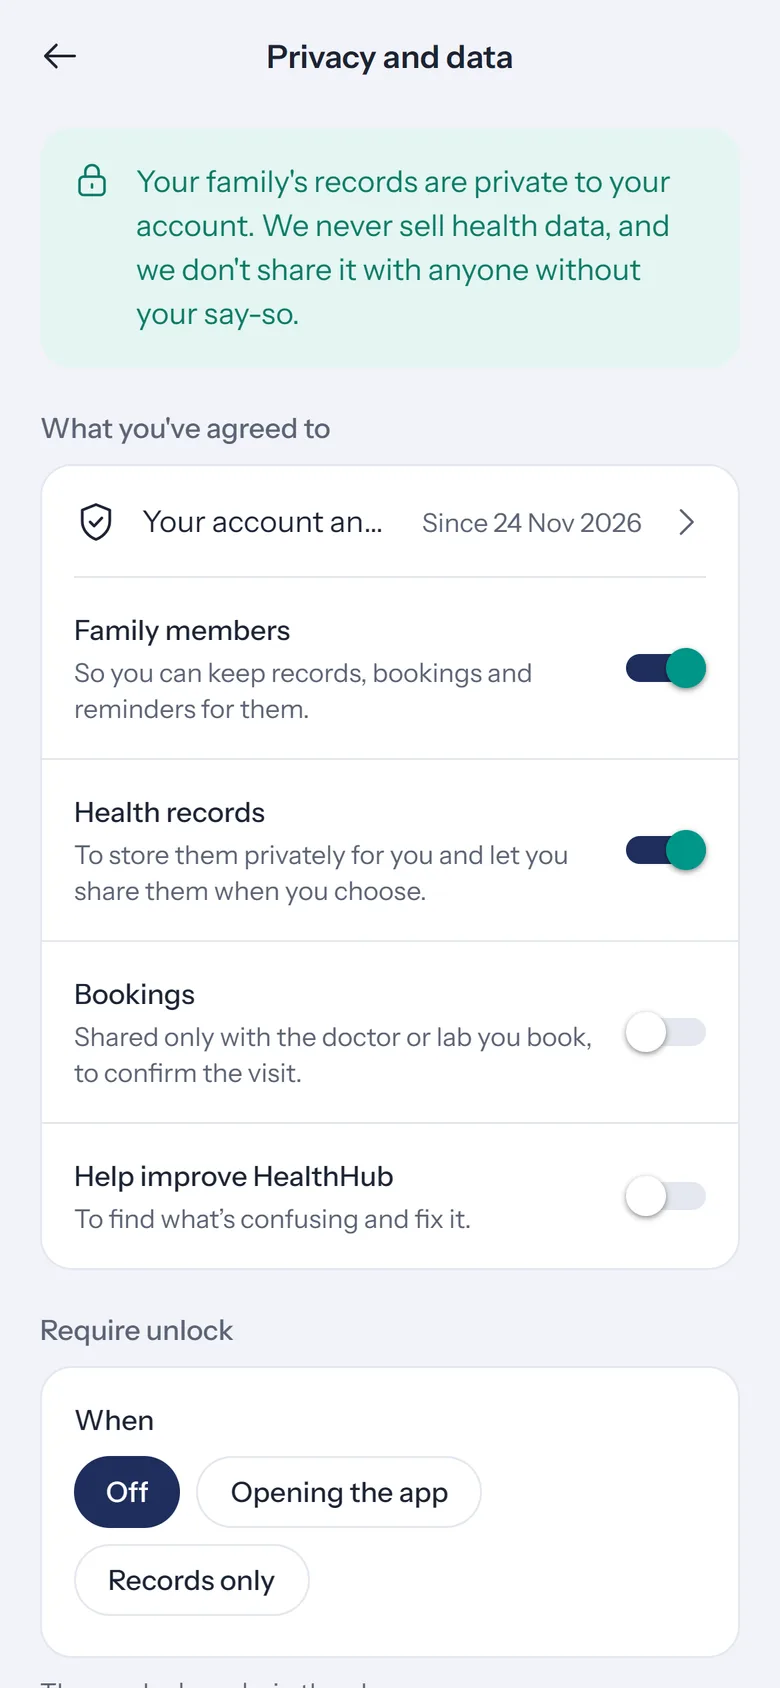 Privacy and data
Your family's records are private to your
account. We never sell health data, and
we don't share it with anyone without
your say-so.
What you've agreed to
Your account an...
Since 24 Nov 2026
Family members
So you can keep records, bookings and
reminders for them.
Health records
To store them privately for you and let you
share them when you choose.
Bookings
Shared only with the doctor or lab you book,
to confirm the visit.
Help improve HealthHub
To find what’s confusing and fix it.
Require unlock
When
Off
Opening the app
Records only